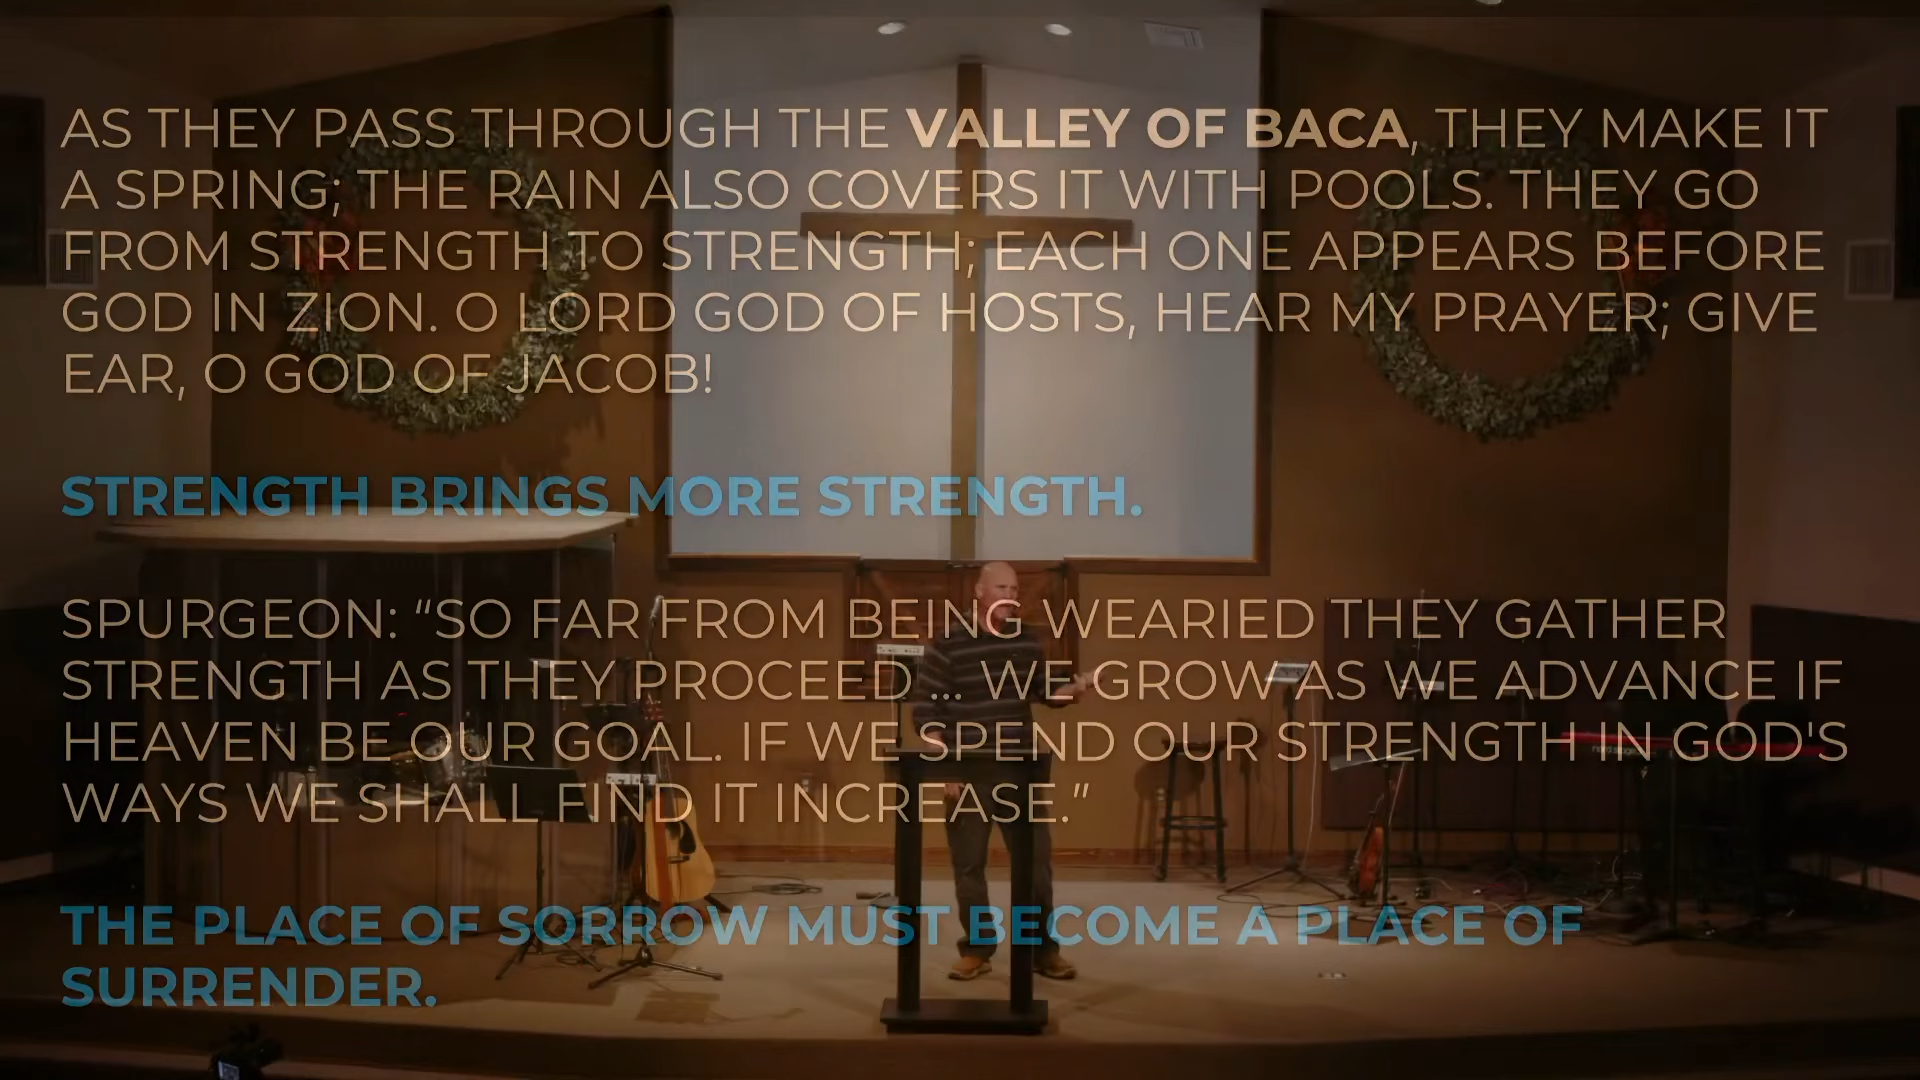 AS THEY PASS THROUGH THE VALLEY OF BACA, THEY MAKE IT
A SPRING; THE RAIN ALSO COVERS IT WITH POOLS. THEY GO
FROM STRENGTH TO STRENGTH; EACH ONE APPEARS BEFORE
GOD IN ZION. O LORD GOD OF HOSTS, HEAR MY PRAYER; GIVE
EAR, O GOD OF JACOB!
STRENGTH BRINGS MORE STRENGTH.
SPURGEON: “SO FAR FROM BEING WEARIED THEY GATHER
STRENGTH AS THEY PROCEED ... WE GROW AS WE ADVANCE IF
HEAVEN BE OUR GOAL. IF WE SPEND OUR STRENGTH IN GOD'S
WAYS WE SHALL FIND IT INCREASE.”
THE PLACE OF SORROW MUST BECOME A PLACE OF
SURRENDER.